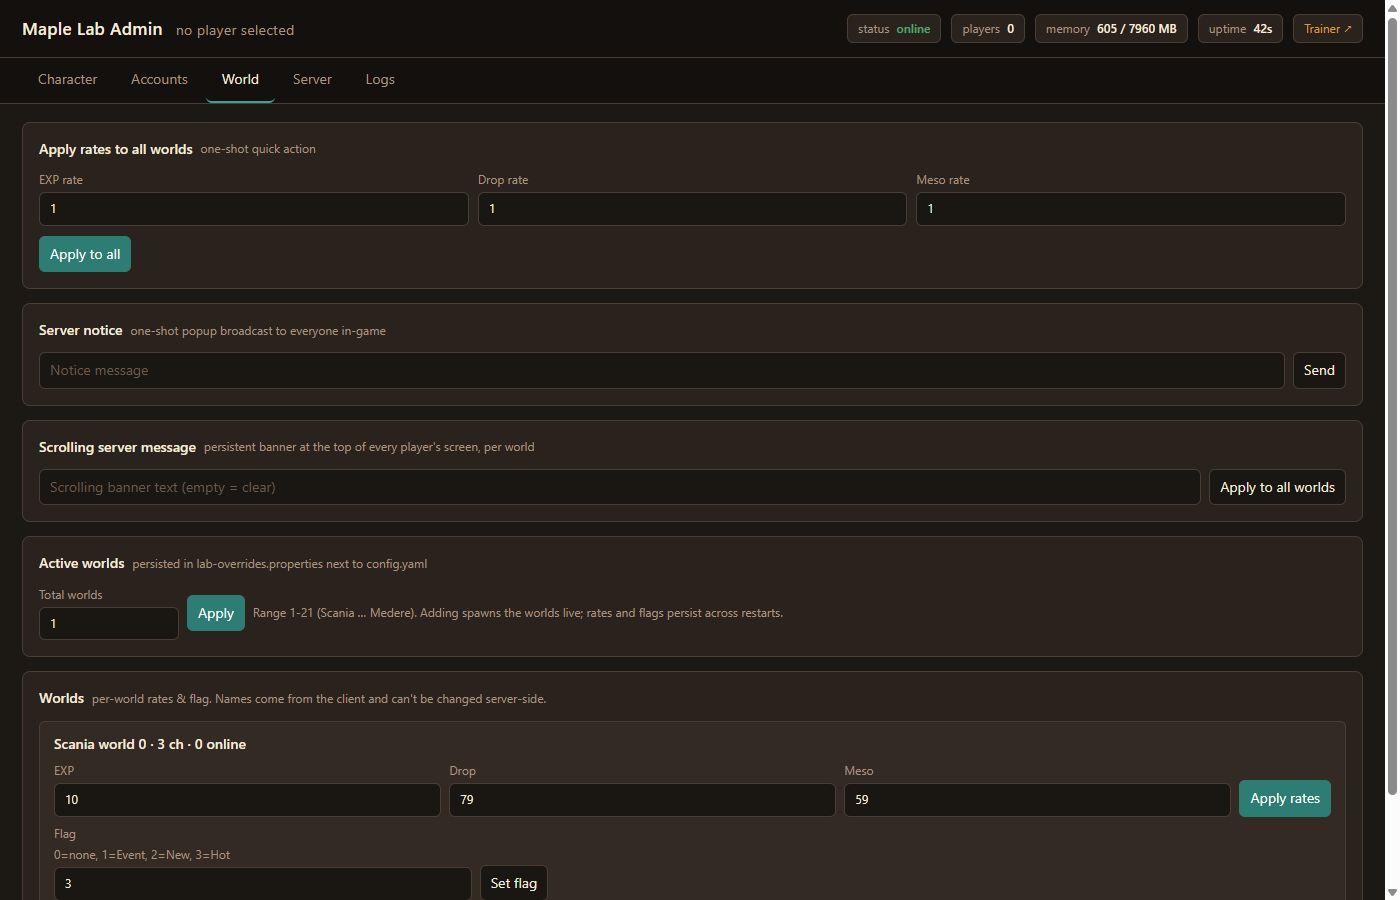 Maple Lab Admin no player selected
status online players 0 memory 605 / 7960 MB uptime 42s Trainer ↗
Character Accounts World Server Logs
Apply rates to all worlds one-shot quick action
EXP rate Drop rate Meso rate
1 1 1
Apply to all
Server notice one-shot popup broadcast to everyone in-game
Notice message Send
Scrolling server message persistent banner at the top of every player's screen, per world
Scrolling banner text (empty = clear) Apply to all worlds
Active worlds persisted in lab-overrides.properties next to config.yaml
Total worlds
1 Apply Range 1-21 (Scania ... Medere). Adding spawns the worlds live; rates and flags persist across restarts.
Worlds per-world rates & flag. Names come from the client and can't be changed server-side.
Scania world 0 · 3 ch · 0 online
EXP Drop Meso
10 79 59 Apply rates
Flag
0=none, 1=Event, 2=New, 3=Hot
3 Set flag